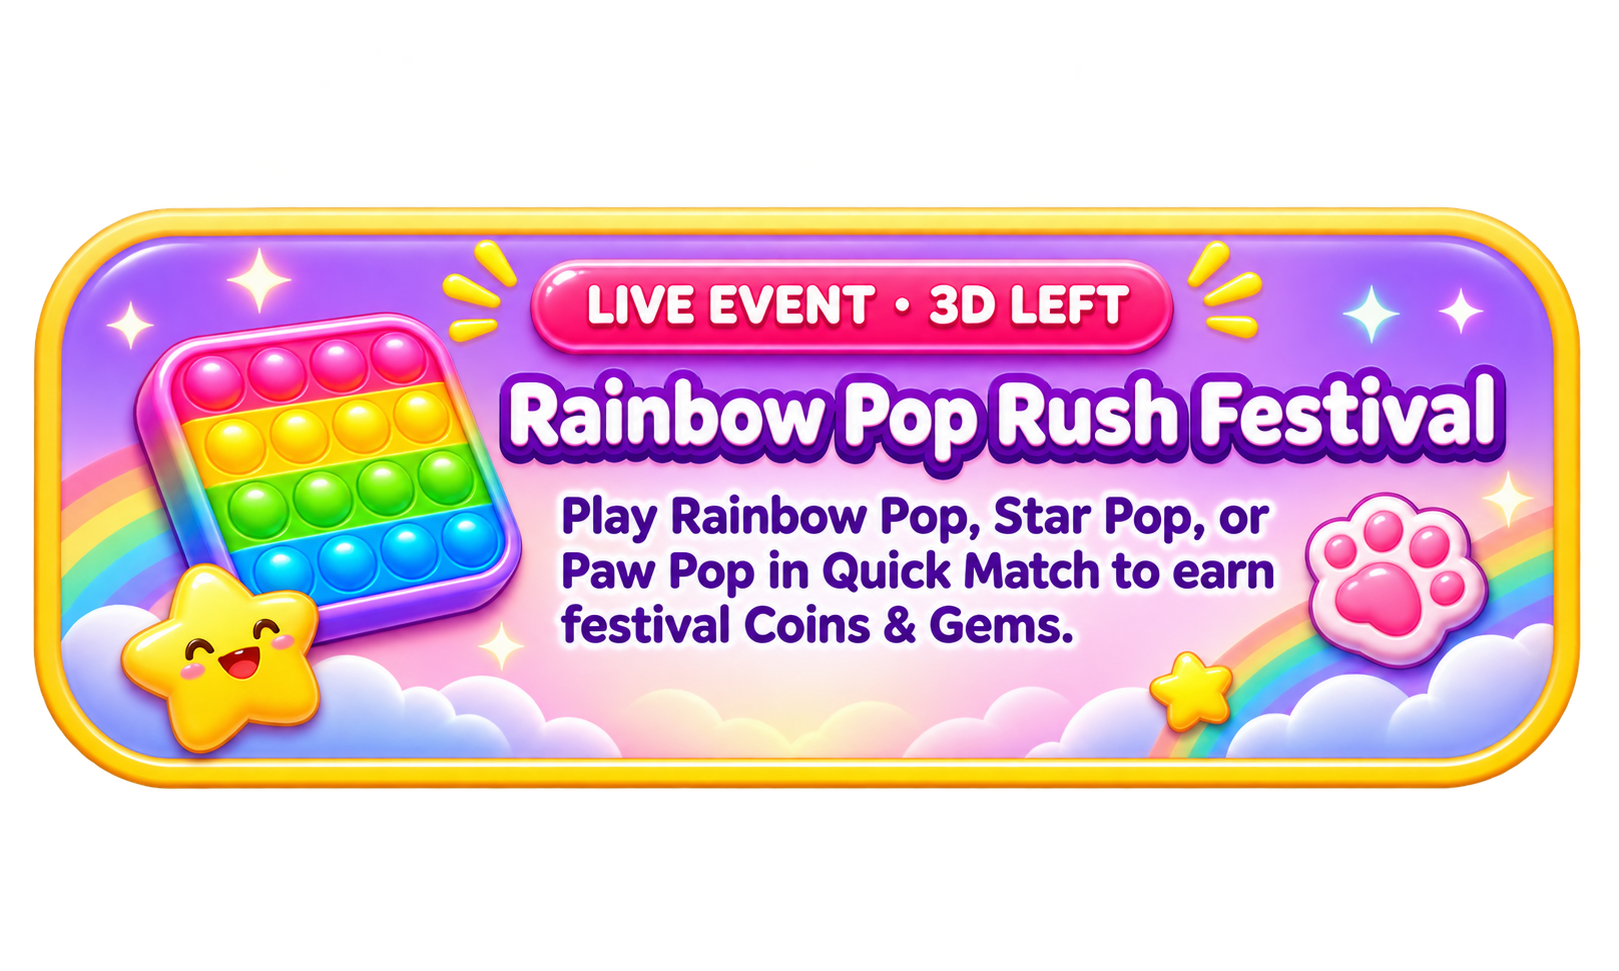 LIVE EVENT • 3D LEFT
Rainbow Pop Rush Festival
Play Rainbow Pop, Star Pop, or
Paw Pop in Quick Match to earn
festival Coins & Gems.